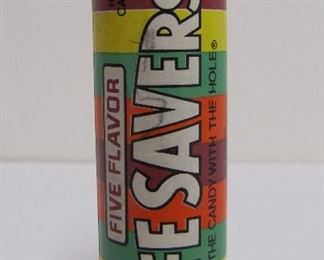 FIVE FLAVOR
FE SAVERS
THE CANDY WITH THE HOLE®